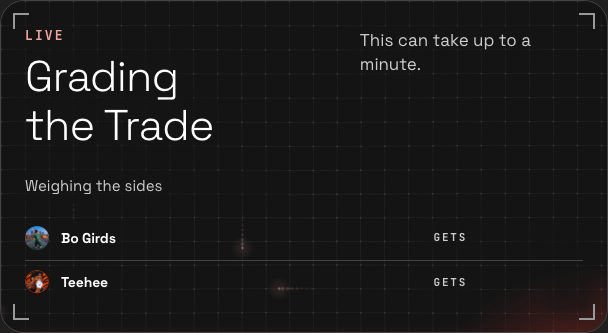 LIVE
Grading
the Trade
This can take up to a
minute.
Weighing the sides
Bo Girds
GETS
Teehee
GETS